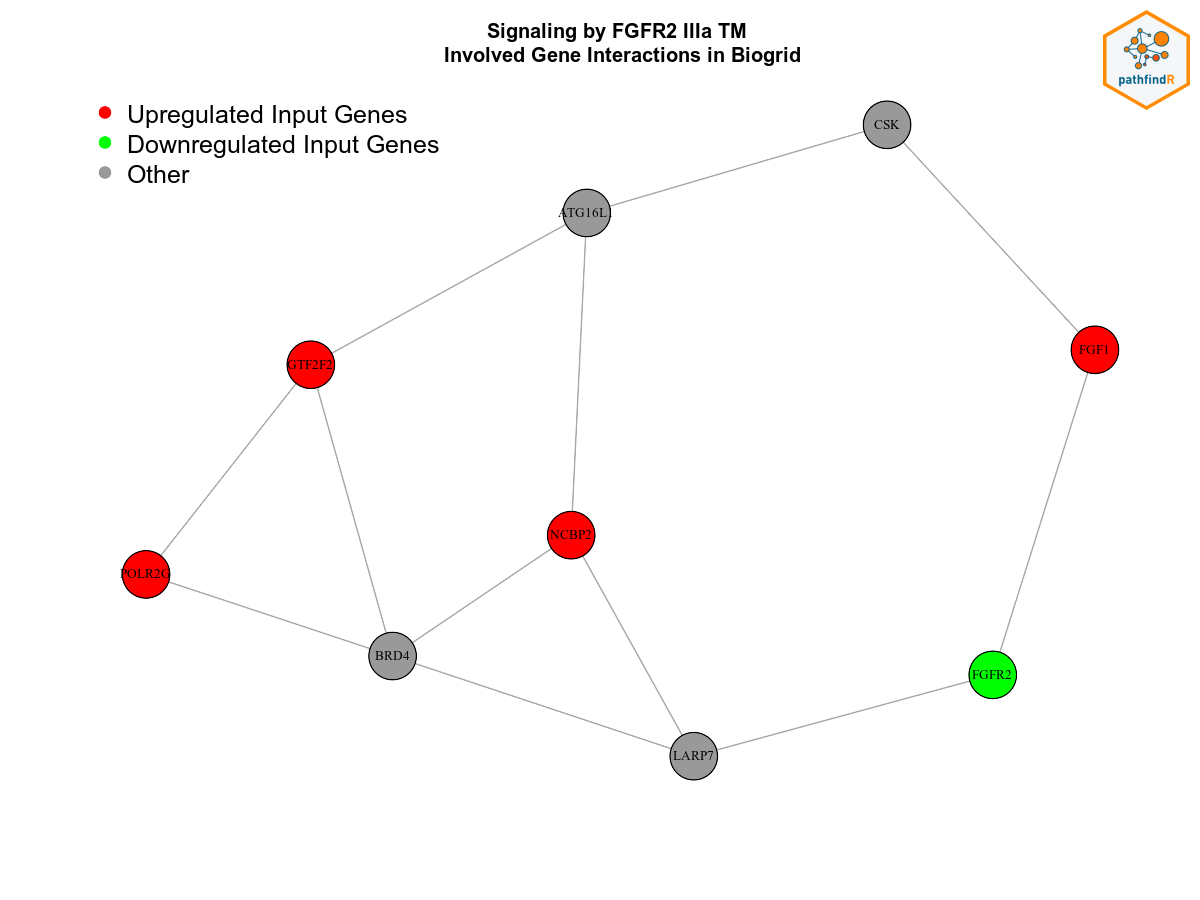 Signaling by FGFR2 IIIa TM
Involved Gene Interactions in Biogrid
pathfindR
Upregulated Input Genes
Downregulated Input Genes
Other
CSK
ATG16L1
FGF1
GTF2F2
NCBP2
POLR2G
BRD4
FGFR2
LARP7